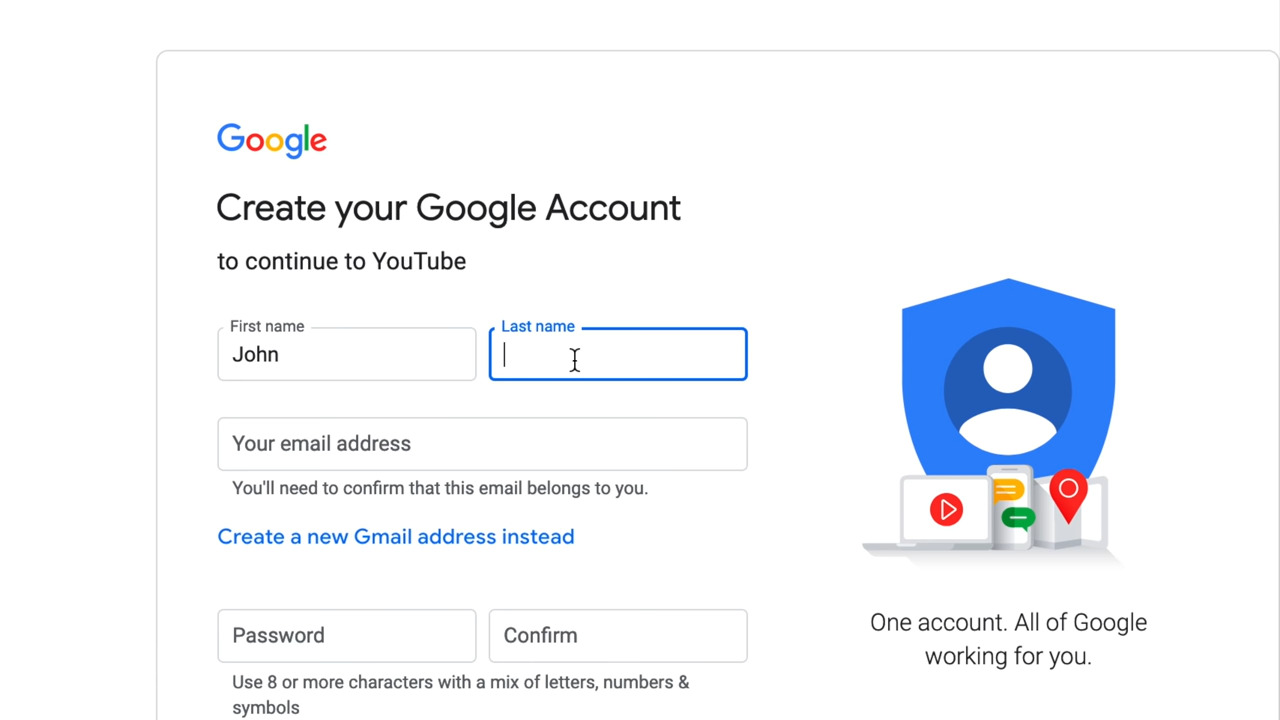 Google
Create your Google Account
to continue to YouTube
First name
Last name
John
Your email address
You'll need to confirm that this email belongs to you.
Create a new Gmail address instead
Password
Confirm
Use 8 or more characters with a mix of letters, numbers &
symbols
One account. All of Google
working for you.